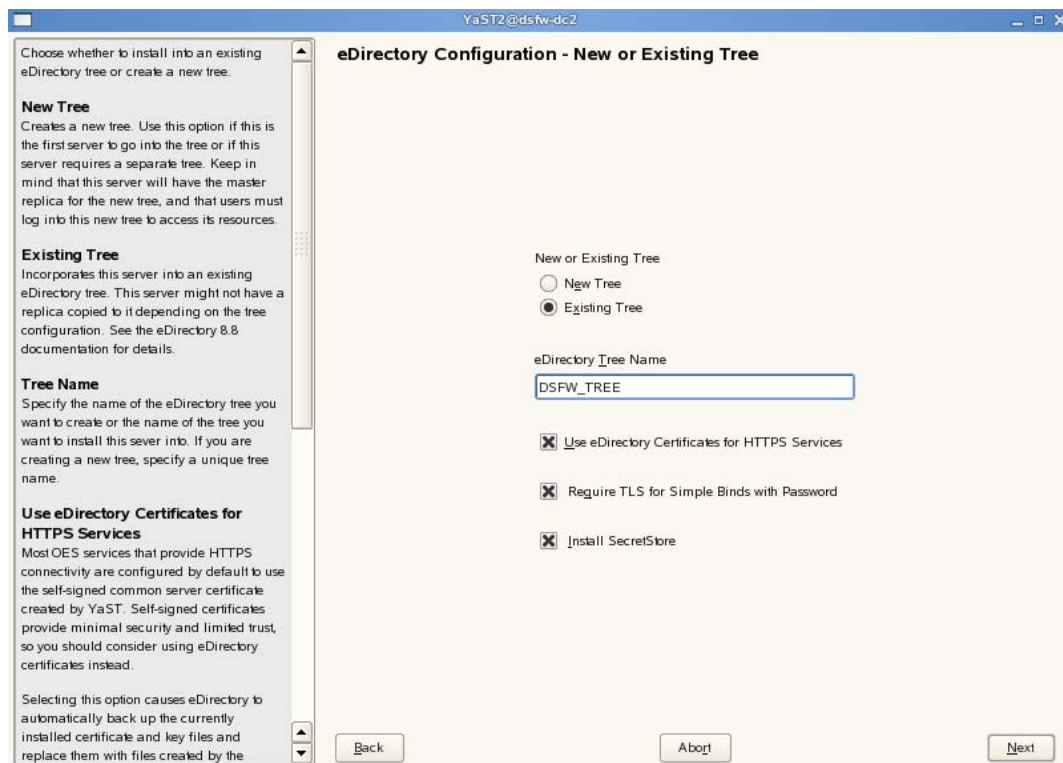 YaST2@dsfw-dc2
Choose whether to install into an existing
eDirectory tree or create a new tree.
New Tree
Creates a new tree. Use this option if this is
the first server to go into the tree or if this
server requires a separate tree. Keep in
mind that this server will have the master
replica for the new tree, and that users must
log into this new tree to access its resources.
Existing Tree
Incorporates this server into an existing
eDirectory tree. This server might not have a
replica copied to it depending on the tree
configuration. See the eDirectory 8.8
documentation for details.
Tree Name
Specify the name of the eDirectory tree you
want to create or the name of the tree you
want to install this sever into. If you are
creating a new tree, specify a unique tree
name.
Use eDirectory Certificates for
HTTPS Services
Most OES services that provide HTTPS
connectivity are configured by default to use
the self-signed common server certificate
created by YaST. Self-signed certificates
provide minimal security and limited trust,
so you should consider using eDirectory
certificates instead.
Selecting this option causes eDirectory to
automatically back up the currently
installed certificate and key files and
replace them with files created by the
eDirectory Configuration - New or Existing Tree
New or Existing Tree
New Tree
Existing Tree
eDirectory Tree Name
DSFW_TREE
Use eDirectory Certificates for HTTPS Services
Require TLS for Simple Binds with Password
Install SecretStore
Back
Abort
Next